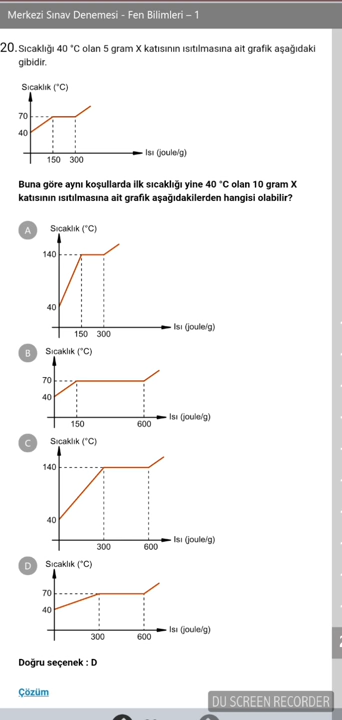 Merkezi Sınav Denemesi - Fen Bilimleri – 1
20. Sıcaklığı 40 °C olan 5 gram X katısının ısıtılmasına ait grafik aşağıdaki
gibidir.
Sıcaklık (°C)
70
40
150 300
Isı (joule/g)
Buna göre aynı koşullarda ilk sıcaklığı yine 40 °C olan 10 gram X
katısının ısıtılmasına ait grafik aşağıdakilerden hangisi olabilir?
A
Sıcaklık (°C)
140
40
150 300
Isı (joule/g)
B
Sıcaklık (°C)
70
40
150 600
Isı (joule/g)
C
Sıcaklık (°C)
140
40
300 600
Isı (joule/g)
D
Sıcaklık (°C)
70
40
300 600
Isı (joule/g)
Doğru seçenek : D
Çözüm
DU SCREEN RECORDER